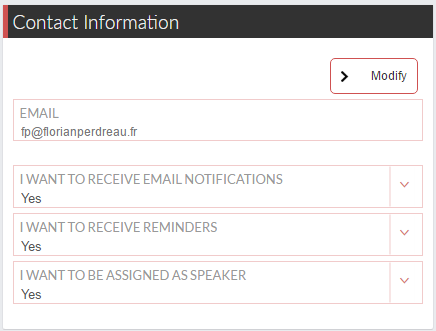 Contact Information
Modify
EMAIL
fp@florianperdreau.fr
I WANT TO RECEIVE EMAIL NOTIFICATIONS
Yes
I WANT TO RECEIVE REMINDERS
Yes
I WANT TO BE ASSIGNED AS SPEAKER
Yes